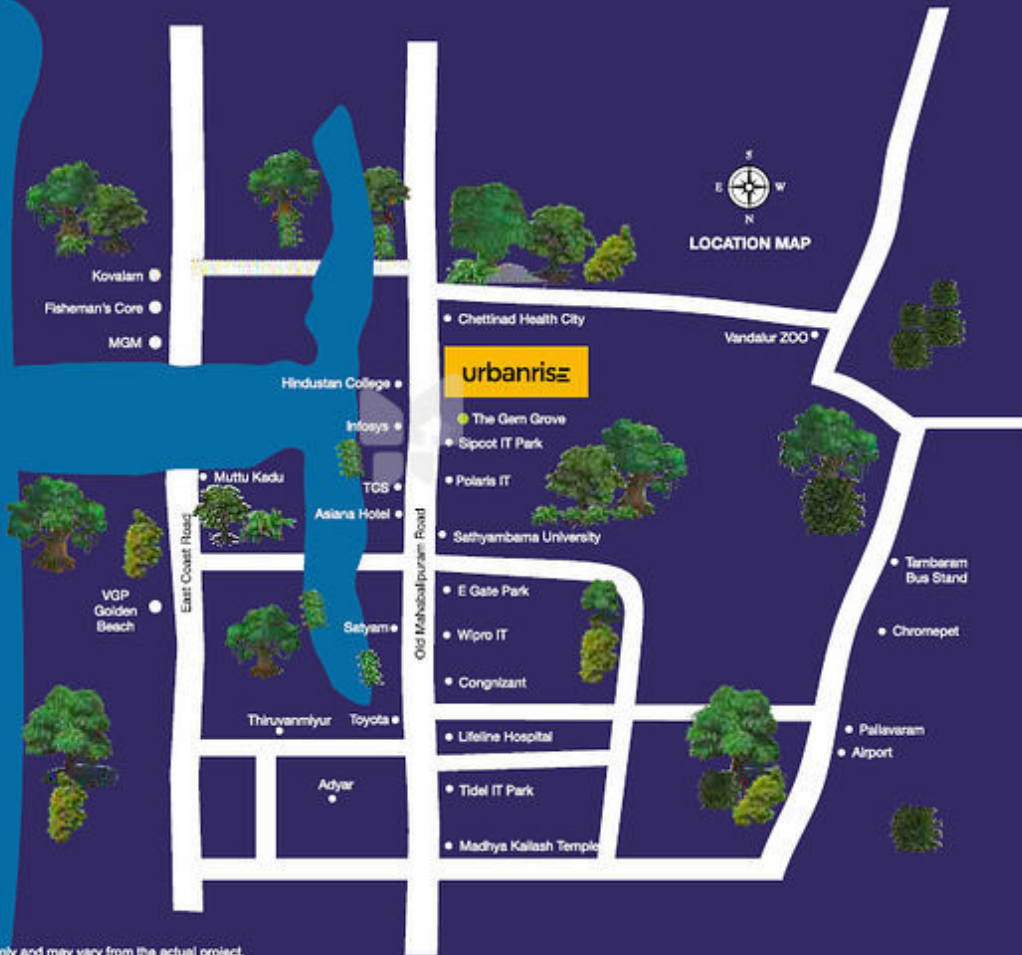 S
E W
N
LOCATION MAP
Kovalam
Fisheman's Core
MGM
Chettinad Health City
Vandalur ZOO
Hindustan College
urbanrise
Infosys
The Gem Grove
Sipcot IT Park
Muttu Kadu
TCS
Polaris IT
Asiana Hotel
East Coast Road
Old Mahabalipuram Road
Sathyambama University
VGP
Golden
Beach
E Gate Park
Tambaram
Bus Stand
Satyam
Wipro IT
Chromepet
Congnizant
Thiruvanmiyur
Toyota
Lifeline Hospital
Pallavaram
Airport
Adyar
Tidel IT Park
Madhya Kailash Temple
and may vary from the actual project.